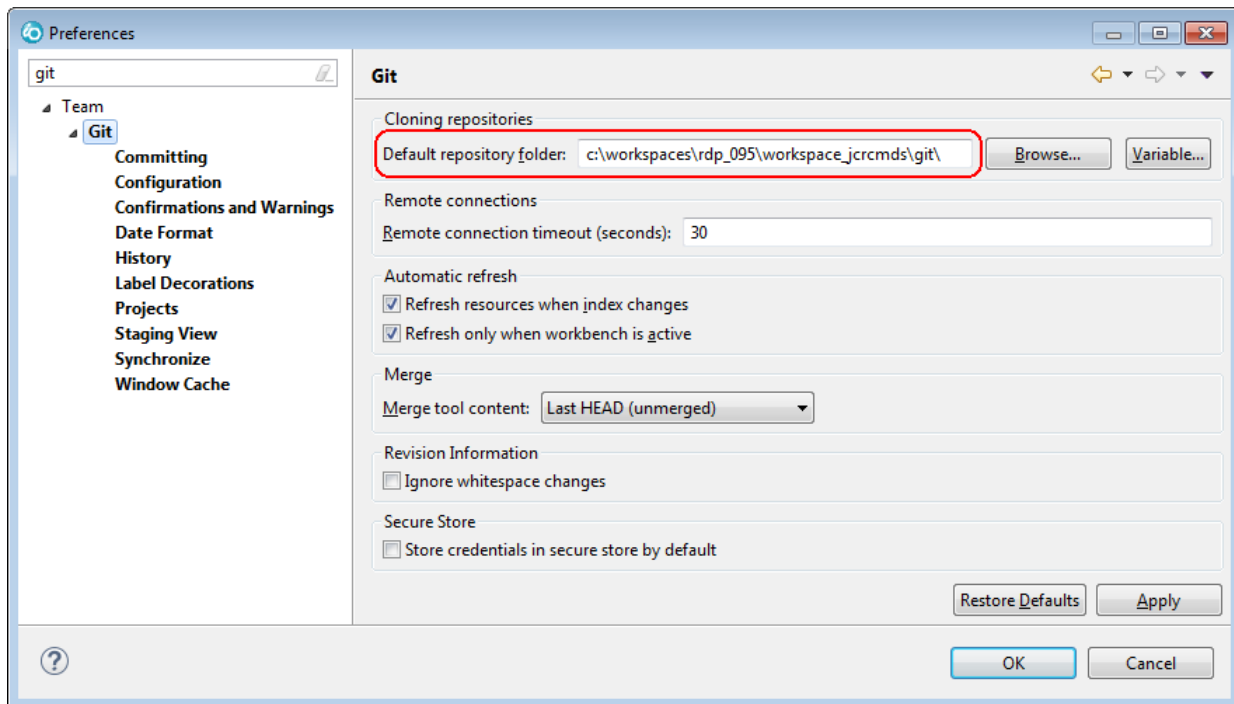 Preferences
git
Team
Git
Committing
Configuration
Confirmations and Warnings
Date Format
History
Label Decorations
Projects
Staging View
Synchronize
Window Cache
Git
Cloning repositories
Default repository folder: c:\workspaces\rdp_095\workspace_jcrcmds\git\ Browse... Variable...
Remote connections
Remote connection timeout (seconds): 30
Automatic refresh
Refresh resources when index changes
Refresh only when workbench is active
Merge
Merge tool content: Last HEAD (unmerged)
Revision Information
Ignore whitespace changes
Secure Store
Store credentials in secure store by default
Restore Defaults Apply
? OK Cancel